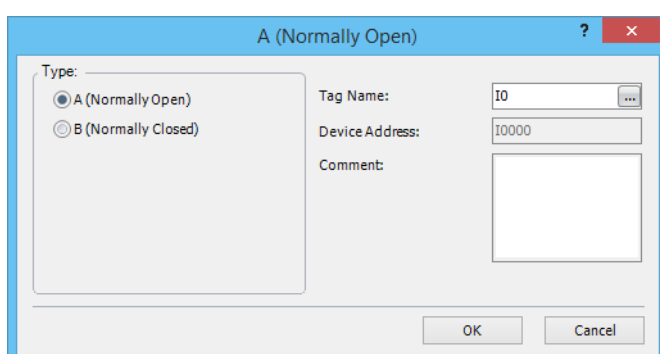 A (Normally Open)
?
×
Type:
A (Normally Open)
B (Normally Closed)
Tag Name:
I0
...
Device Address:
I0000
Comment:
OK
Cancel